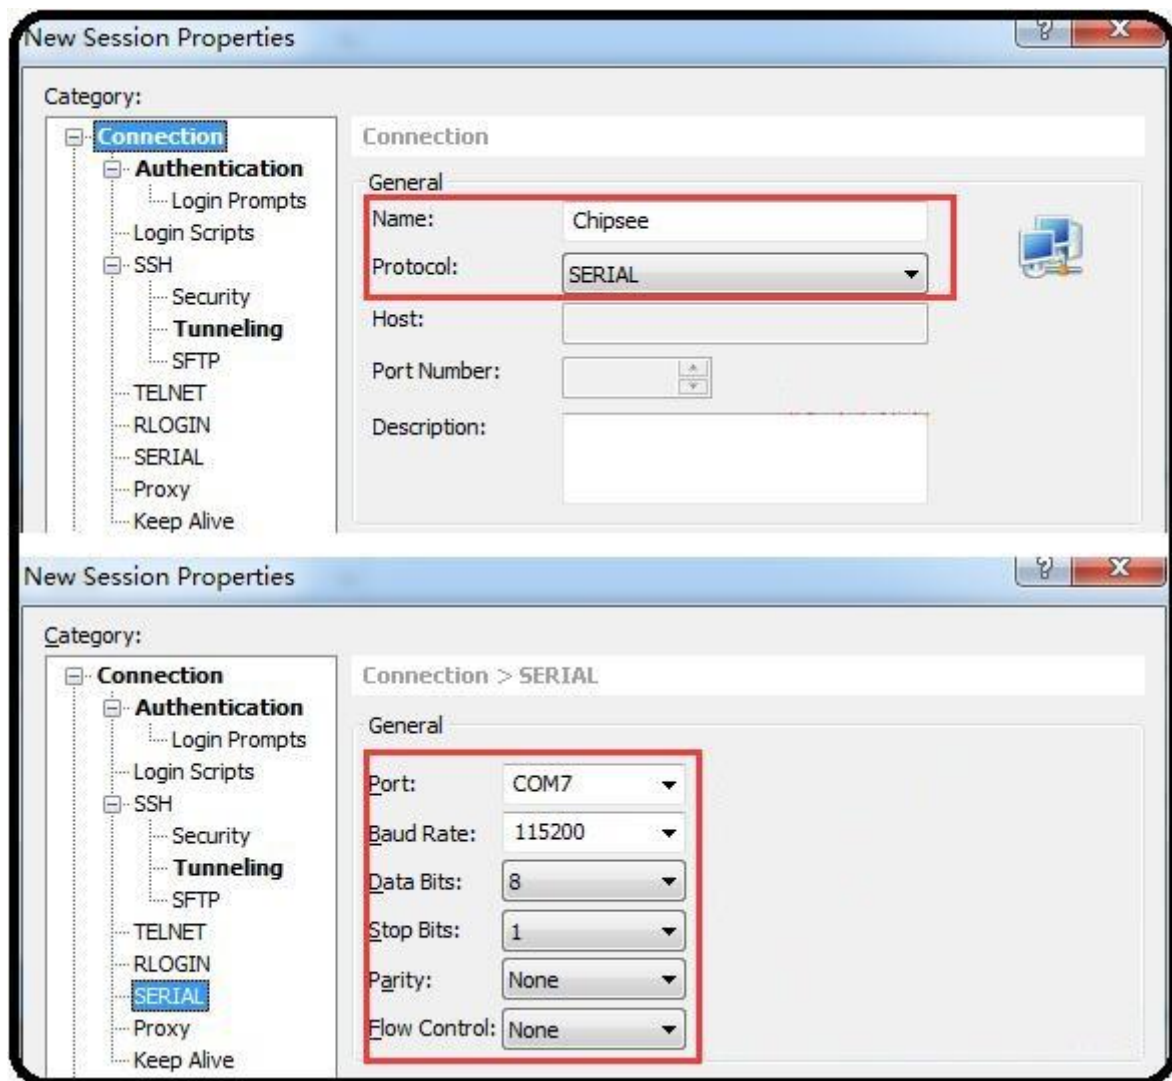 New Session Properties
Category:
Connection
Authentication
Login Prompts
Login Scripts
SSH
Security
Tunneling
SFTP
TELNET
RLOGIN
SERIAL
Proxy
Keep Alive
Connection
General
Name: Chipsee
Protocol: SERIAL
Host:
Port Number:
Description:
New Session Properties
Category:
Connection
Authentication
Login Prompts
Login Scripts
SSH
Security
Tunneling
SFTP
TELNET
RLOGIN
SERIAL
Proxy
Keep Alive
Connection > SERIAL
General
Port: COM7
Baud Rate: 115200
Data Bits: 8
Stop Bits: 1
Parity: None
Flow Control: None